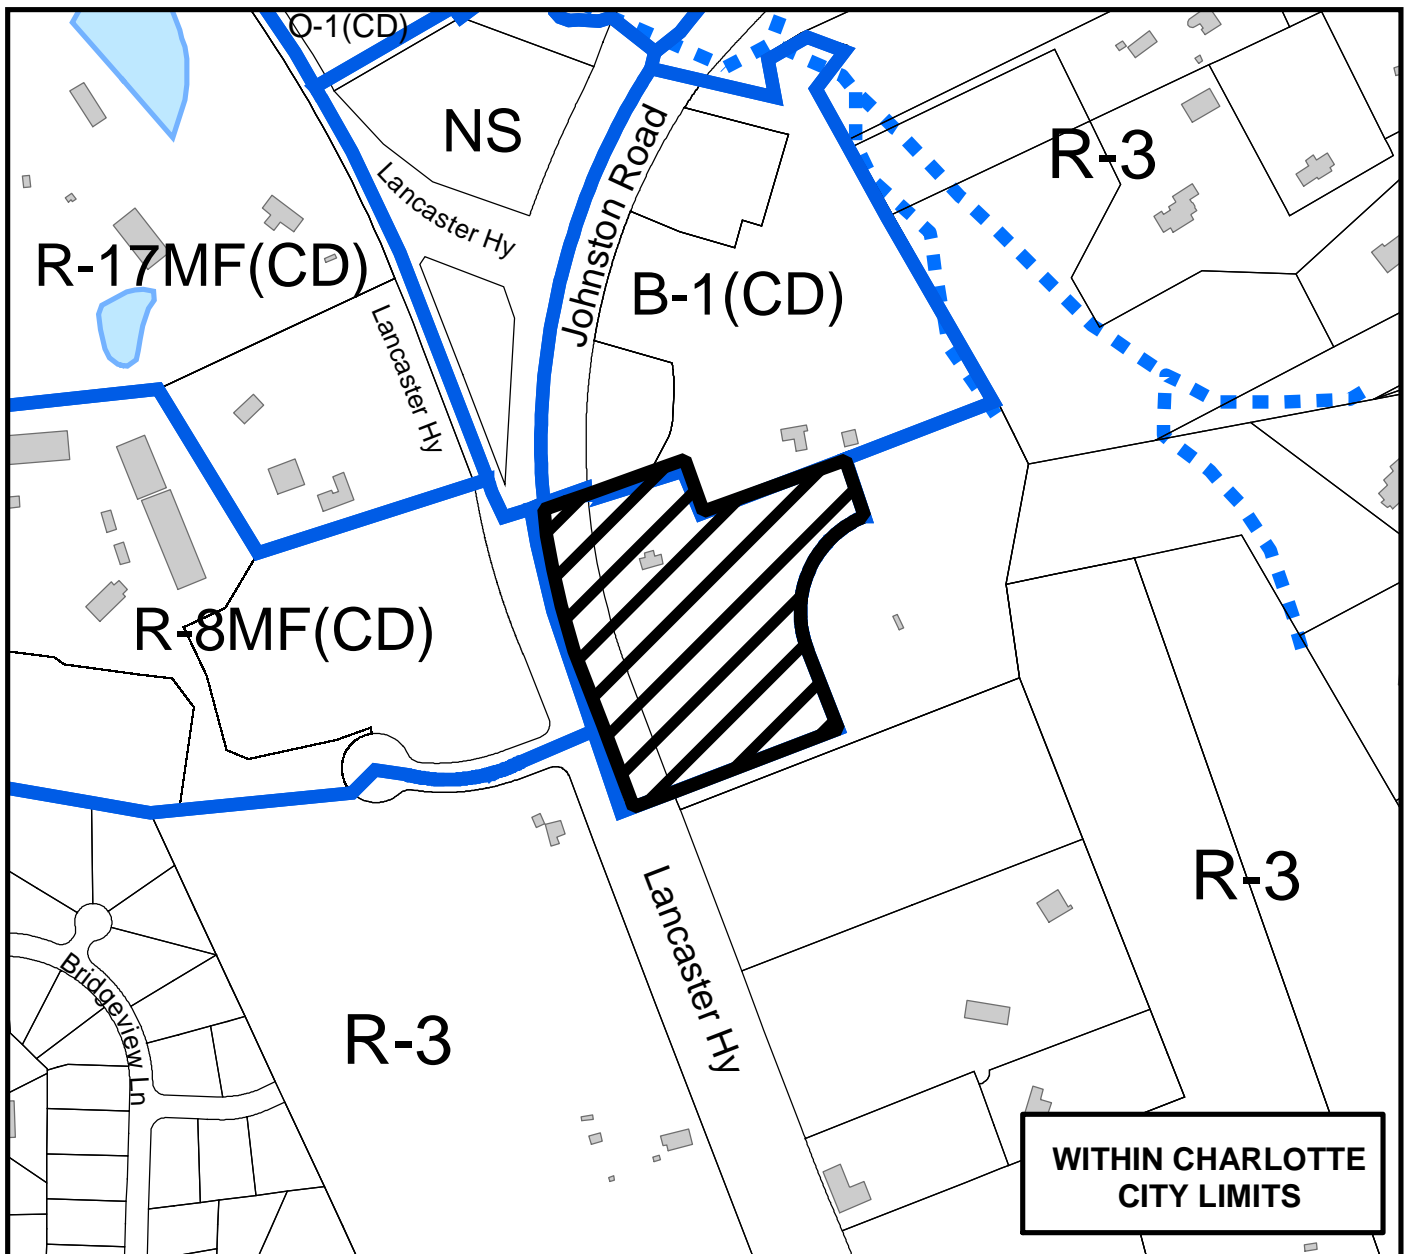 O-1(CD)
NS
Johnston Road
R-3
Lancaster Hy
R-17MF(CD)
B-1(CD)
Lancaster Hy
R-8MF(CD)
R-3
Lancaster Hy
Bridgeview Ln
R-3
WITHIN CHARLOTTE
CITY LIMITS